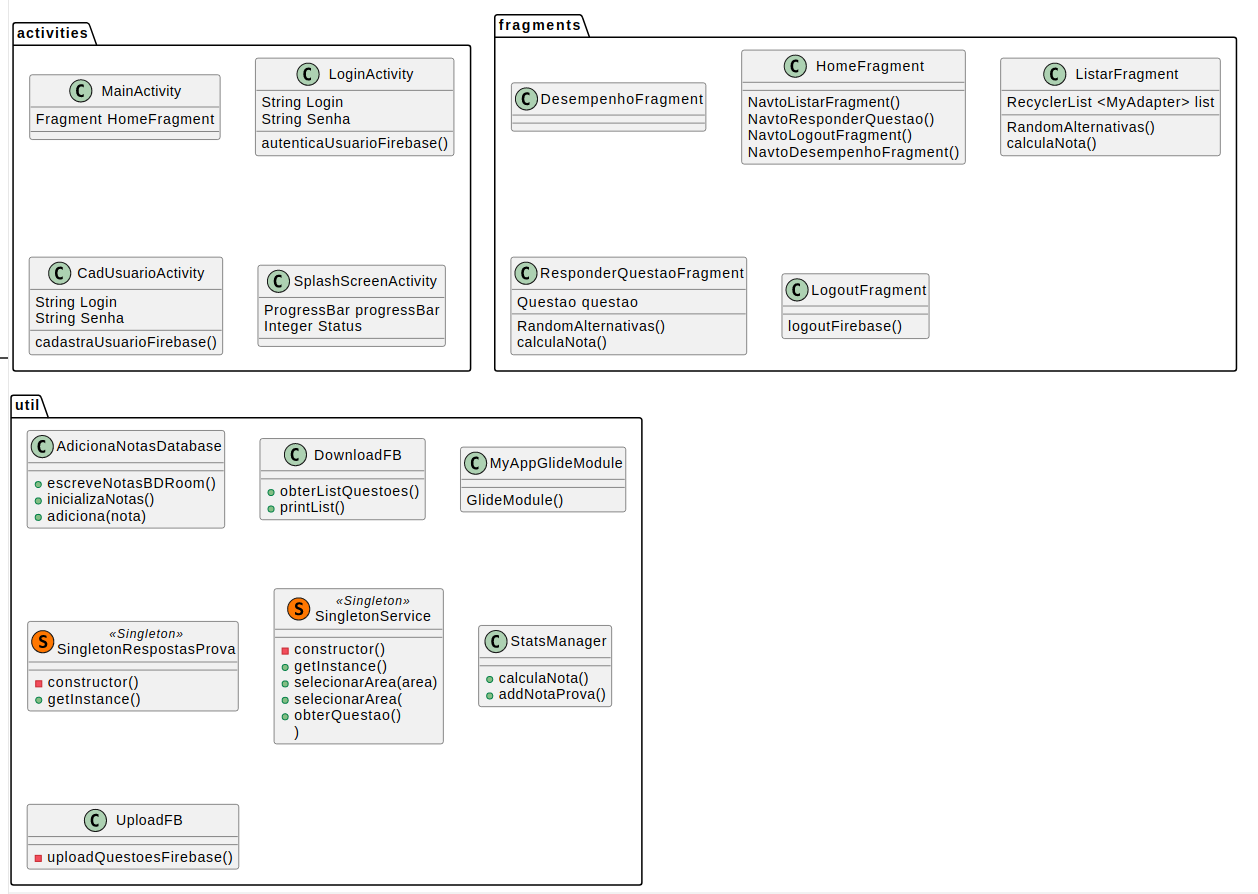 activities
C MainActivity
Fragment HomeFragment
C LoginActivity
String Login
String Senha
autenticaUsuarioFirebase()
C CadUsuarioActivity
String Login
String Senha
cadastraUsuarioFirebase()
C SplashScreenActivity
ProgressBar progressBar
Integer Status
fragments
C DesempenhoFragment
C HomeFragment
NavtoListarFragment()
NavtoResponderQuestao()
NavtoLogoutFragment()
NavtoDesempenhoFragment()
C ListarFragment
RecyclerList <MyAdapter> list
RandomAlternativas()
calculaNota()
C ResponderQuestaoFragment
Questao questao
RandomAlternativas()
calculaNota()
C LogoutFragment
logoutFirebase()
util
C AdicionaNotasDatabase
escreveNotasBDRoom()
inicializaNotas()
adiciona(nota)
C DownloadFB
obterListQuestoes()
printList()
C MyAppGlideModule
GlideModule()
S «Singleton»
SingletonRespostasProva
constructor()
getInstance()
S «Singleton»
SingletonService
constructor()
getInstance()
selecionarArea(area)
selecionarArea(
obterQuestao()
)
C StatsManager
calculaNota()
addNotaProva()
C UploadFB
uploadQuestoesFirebase()